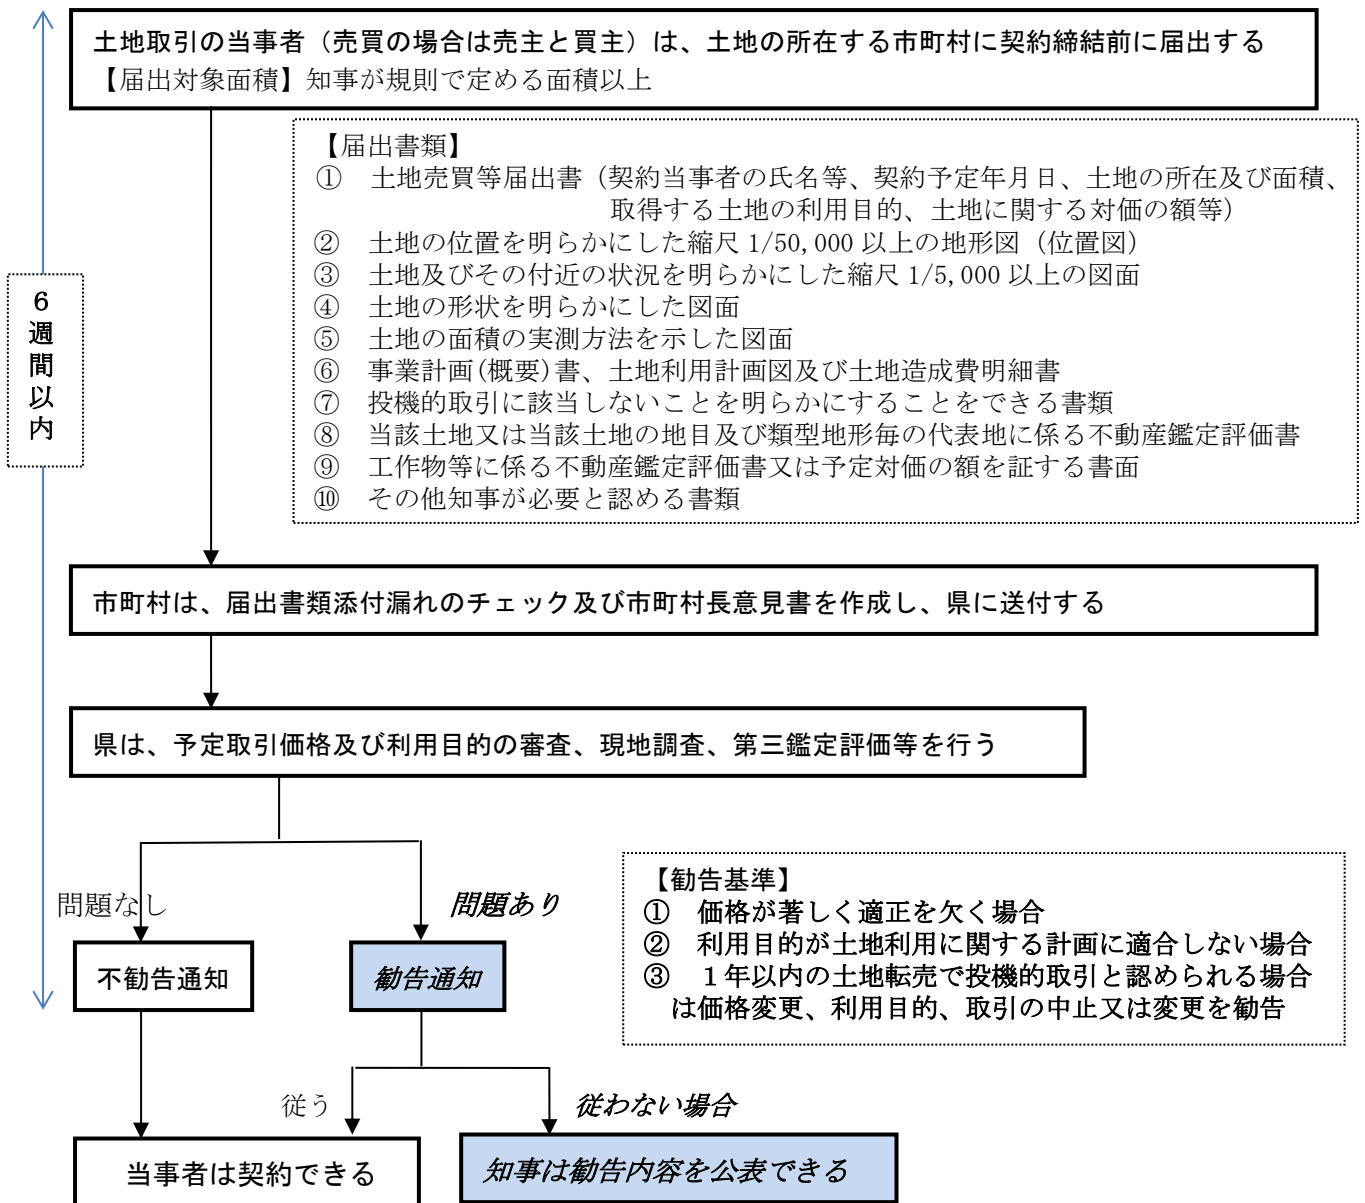 土地取引の当事者（売買の場合は売主と買主）は、土地の所在する市町村に契約締結前に届出する
【届出対象面積】知事が規則で定める面積以上
【届出書類】
① 土地売買等届出書（契約当事者の氏名等、契約予定年月日、土地の所在及び面積、
取得する土地の利用目的、土地に関する対価の額等）
② 土地の位置を明らかにした縮尺 1/50,000 以上の地形図（位置図）
③ 土地及びその付近の状況を明らかにした縮尺 1/5,000 以上の図面
④ 土地の形状を明らかにした図面
⑤ 土地の面積の実測方法を示した図面
⑥ 事業計画(概要)書、土地利用計画図及び土地造成費明細書
⑦ 投機的取引に該当しないことを明らかにすることをできる書類
⑧ 当該土地又は当該土地の地目及び類型地形毎の代表地に係る不動産鑑定評価書
⑨ 工作物等に係る不動産鑑定評価書又は予定対価の額を証する書面
⑩ その他知事が必要と認める書類
6週間以内
市町村は、届出書類添付漏れのチェック及び市町村長意見書を作成し、県に送付する
県は、予定取引価格及び利用目的の審査、現地調査、第三鑑定評価等を行う
問題なし
問題あり
不勧告通知
勧告通知
【勧告基準】
① 価格が著しく適正を欠く場合
② 利用目的が土地利用に関する計画に適合しない場合
③ １年以内の土地転売で投機的取引と認められる場合
は価格変更、利用目的、取引の中止又は変更を勧告
従う
従わない場合
当事者は契約できる
知事は勧告内容を公表できる